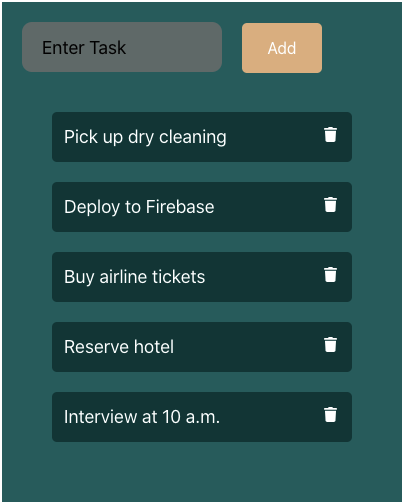 Enter Task
Add
Pick up dry cleaning
Deploy to Firebase
Buy airline tickets
Reserve hotel
Interview at 10 a.m.